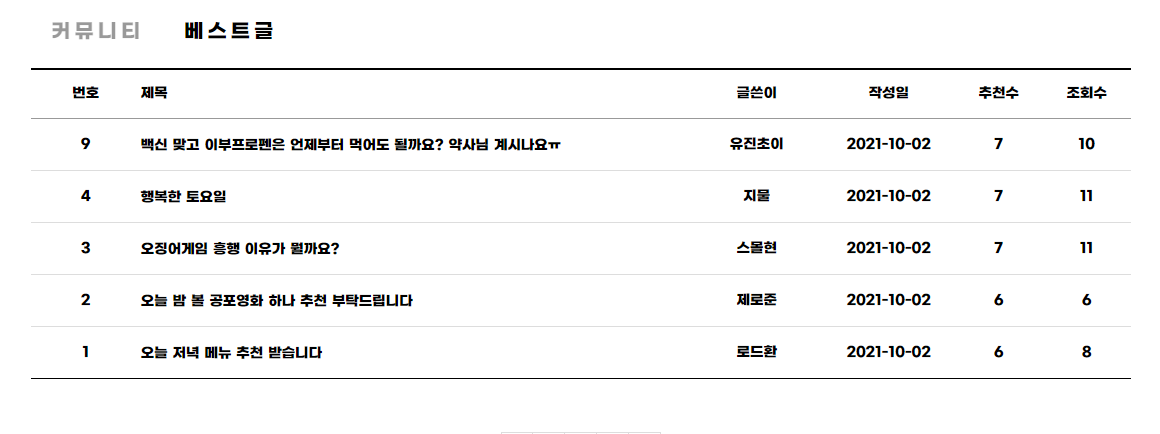 커뮤니티 베스트글
번호 제목 글쓴이 작성일 추천수 조회수
9 백신 맞고 이부프로펜은 언제부터 먹어도 될까요? 약사님 계시나요ㅠ 유진초이 2021-10-02 7 10
4 행복한 토요일 지물 2021-10-02 7 11
3 오징어게임 흥행 이유가 뭘까요? 스몰현 2021-10-02 7 11
2 오늘 밤 볼 공포영화 하나 추천 부탁드립니다 제로준 2021-10-02 6 6
1 오늘 저녁 메뉴 추천 받습니다 로드환 2021-10-02 6 8